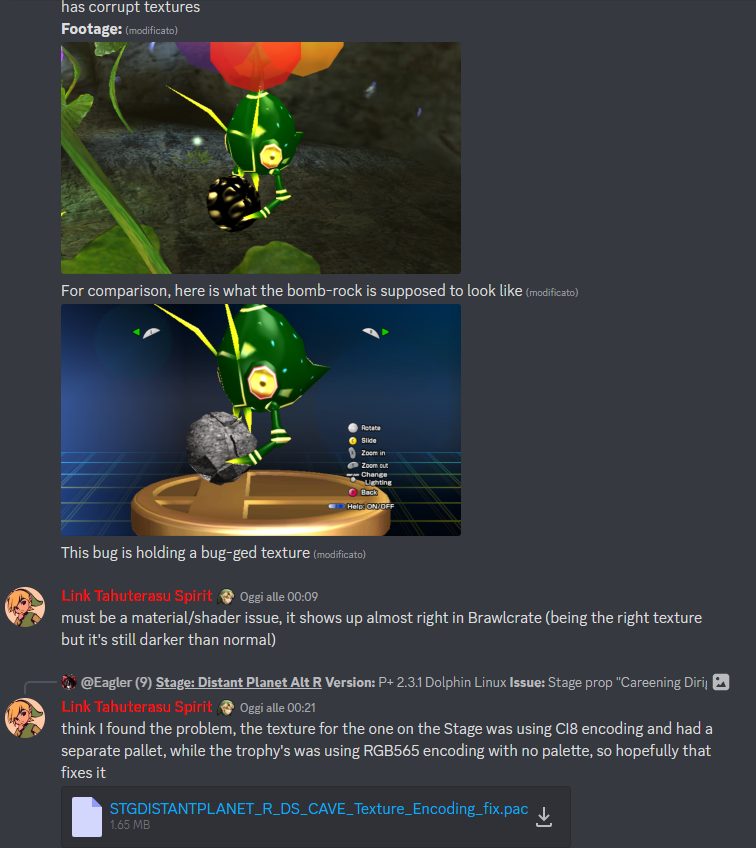 has corrupt textures
Footage: (modificato)
For comparison, here is what the bomb-rock is supposed to look like (modificato)
Rotate
Slide
Zoom in
Zoom out
Change
Lighting
Back
Help: ON/OFF
This bug is holding a bug-ged texture (modificato)
Link Tahuterasu Spirit Oggi alle 00:09
must be a material/shader issue, it shows up almost right in Brawlcrate (being the right texture
but it's still darker than normal)
@Eagler (9) Stage: Distant Planet Alt R Version: P+ 2.3.1 Dolphin Linux Issue: Stage prop "Careening Diri
Link Tahuterasu Spirit Oggi alle 00:21
think I found the problem, the texture for the one on the Stage was using CI8 encoding and had a
separate pallet, while the trophy's was using RGB565 encoding with no palette, so hopefully that
fixes it
STGDISTANTPLANET_R_DS_CAVE_Texture_Encoding_fix.pac
1.65 MB